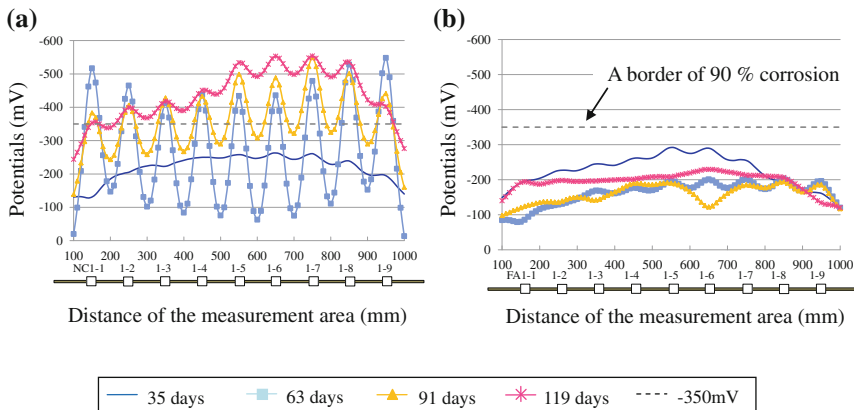 (a)
Potentials (mV)
-600
-500
-400
-300
-200
-100
0
100 200 300 400 500 600 700 800 900 1000
NC1-1 1-2 1-3 1-4 1-5 1-6 1-7 1-8 1-9
Distance of the measurement area (mm)
(b)
Potentials (mV)
-600
-500
-400
-300
-200
-100
0
A border of 90 % corrosion
100 200 300 400 500 600 700 800 900 1000
FA1-1 1-2 1-3 1-4 1-5 1-6 1-7 1-8 1-9
Distance of the measurement area (mm)
35 days 63 days 91 days 119 days -350mV